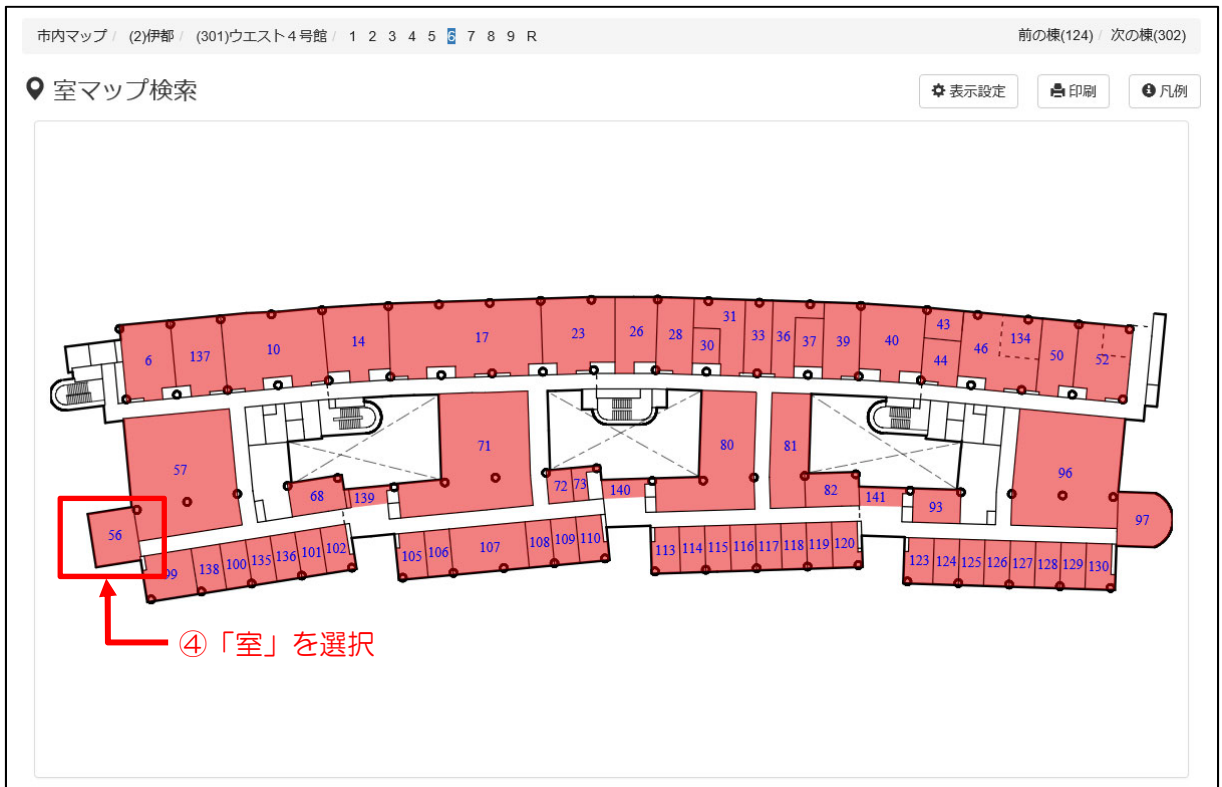 市内マップ / (2)伊都 / (301)ウエスト4号館 / 1 2 3 4 5 6 7 8 9 R 前の棟(124) / 次の棟(302)
室マップ検索 表示設定 印刷 凡例
6 137 10 14 17 23 26 28 30 31 33 36 37 39 40 43 44 46 134 50 52
57 71 80 81 96
68 139 72 73 140 82 141 93 97
56
99 138 100 135 136 101 102 105 106 107 108 109 110 113 114 115 116 117 118 119 120 123 124 125 126 127 128 129 130
④「室」を選択